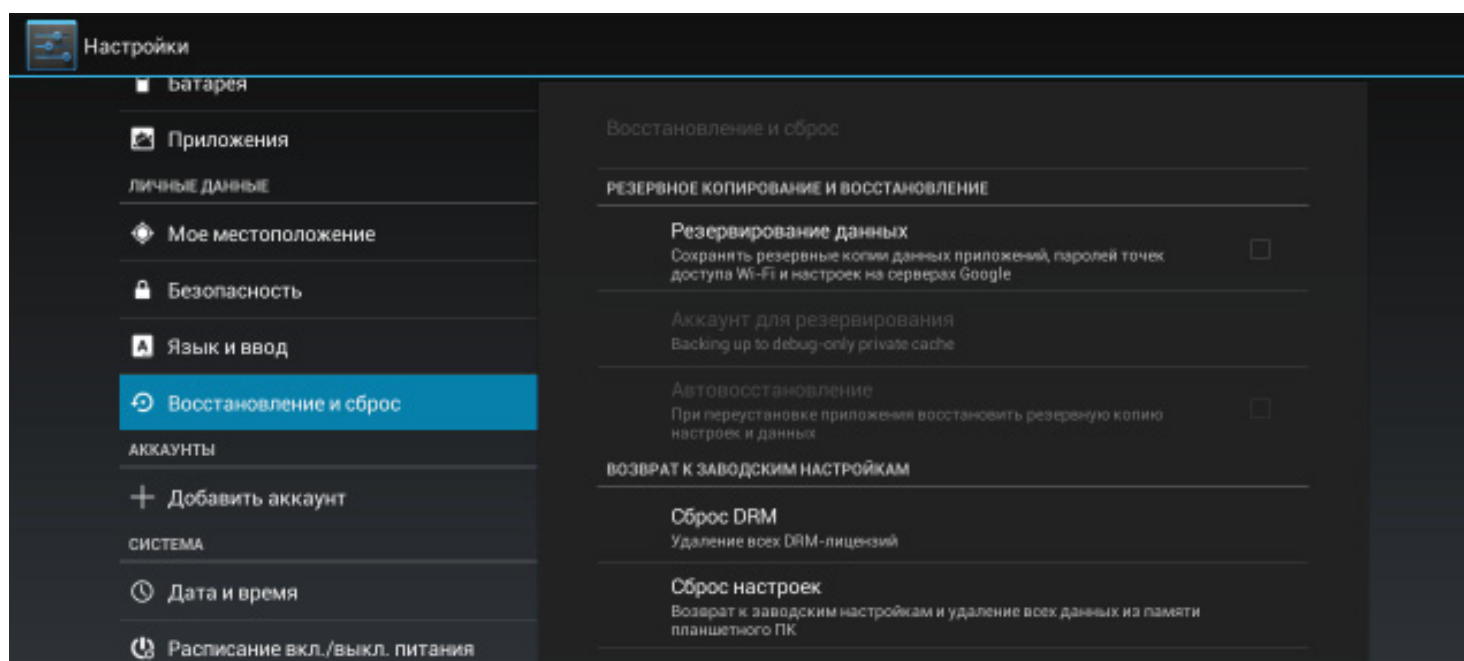 Настройки
Батарея
Приложения
ЛИЧНЫЕ ДАННЫЕ
Мое местоположение
Безопасность
Язык и ввод
Восстановление и сброс
АККАУНТЫ
Добавить аккаунт
СИСТЕМА
Дата и время
Расписание вкл./выкл. питания
Восстановление и сброс
РЕЗЕРВНОЕ КОПИРОВАНИЕ И ВОССТАНОВЛЕНИЕ
Резервирование данных
Сохранять резервные копии данных приложений, паролей точек
доступа Wi-Fi и настроек на серверах Google
Аккаунт для резервирования
Backing up to debug-only private cache
Автовосстановление
При переустановке приложения восстановить резервную копию
настроек и данных
ВОЗВРАТ К ЗАВОДСКИМ НАСТРОЙКАМ
Сброс DRM
Удаление всех DRM-лицензий
Сброс настроек
Возврат к заводским настройкам и удаление всех данных из памяти
планшетного ПК